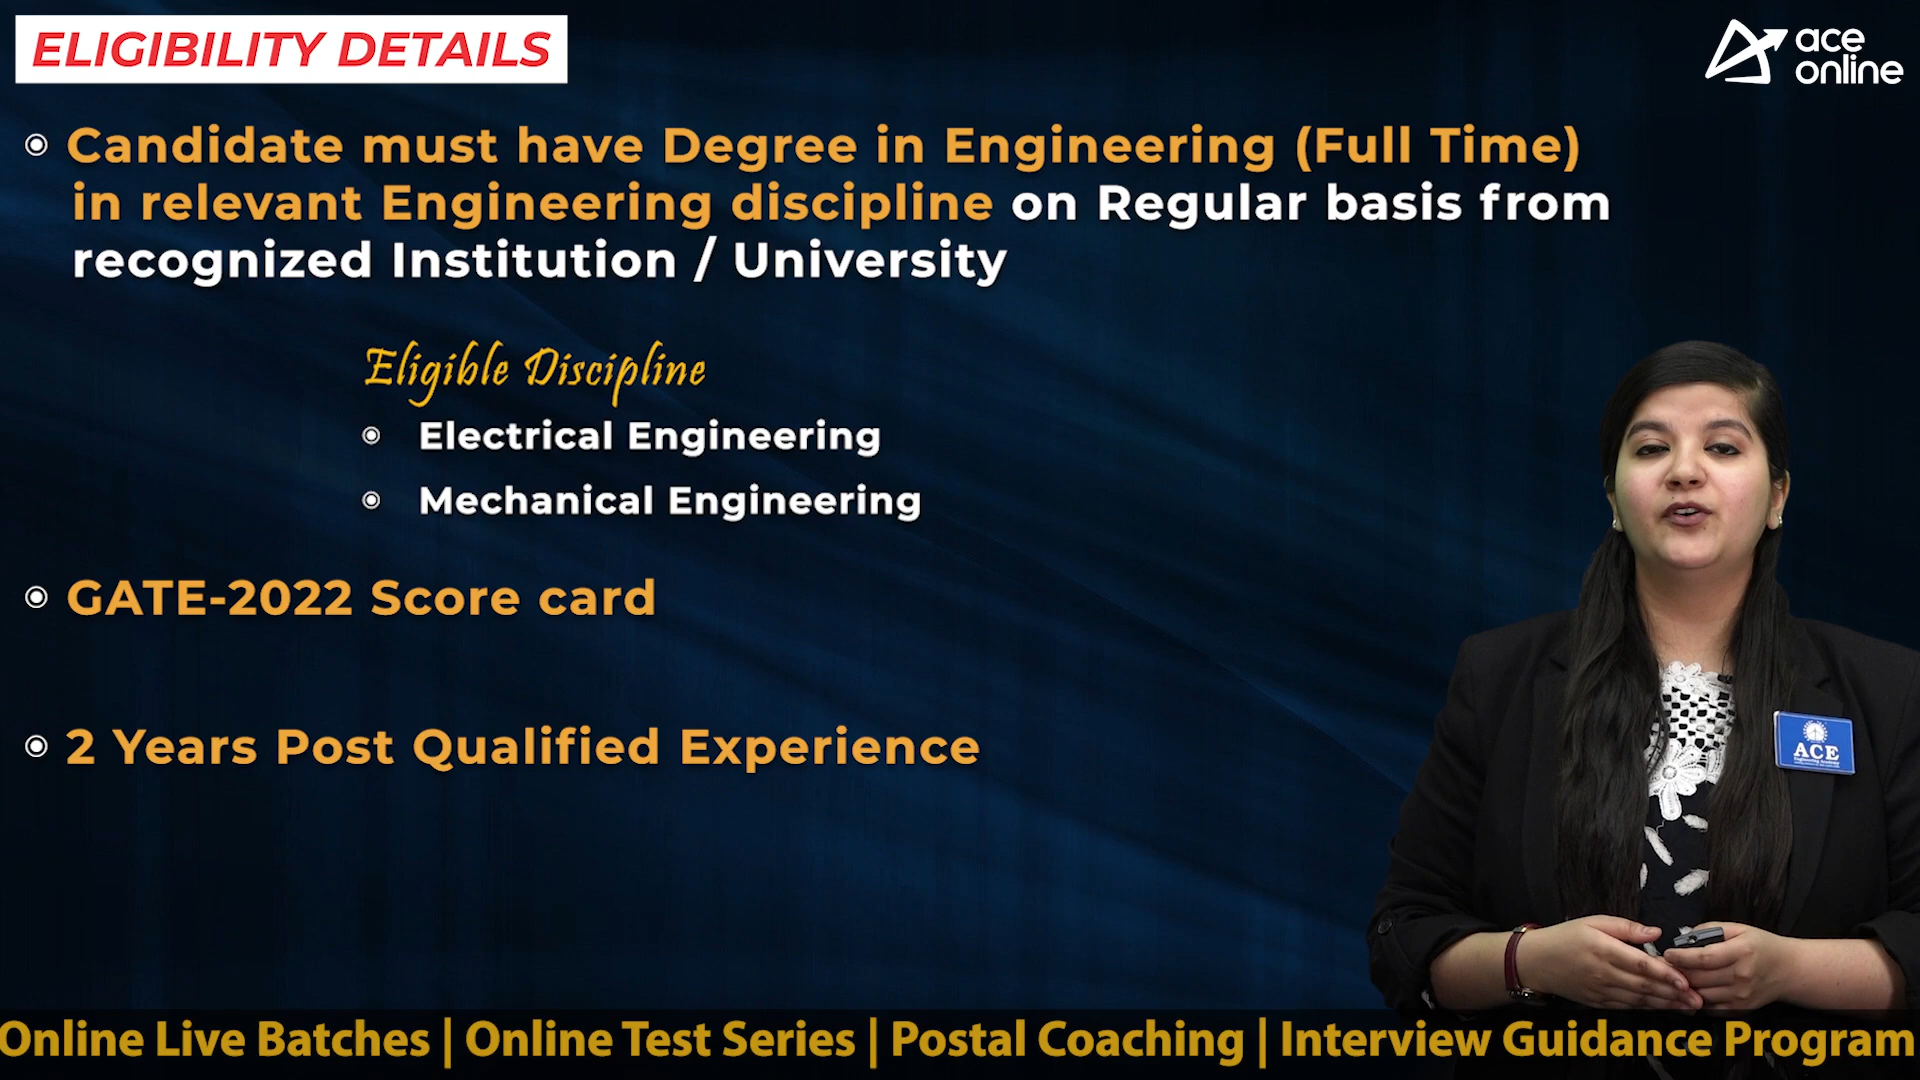 ELIGIBILITY DETAILS
ace
online
Candidate must have Degree in Engineering (Full Time)
in relevant Engineering discipline on Regular basis from
recognized Institution / University
Eligible Discipline
Electrical Engineering
Mechanical Engineering
GATE-2022 Score card
2 Years Post Qualified Experience
ACE
Engineering Academy
Online Live Batches | Online Test Series | Postal Coaching | Interview Guidance Program